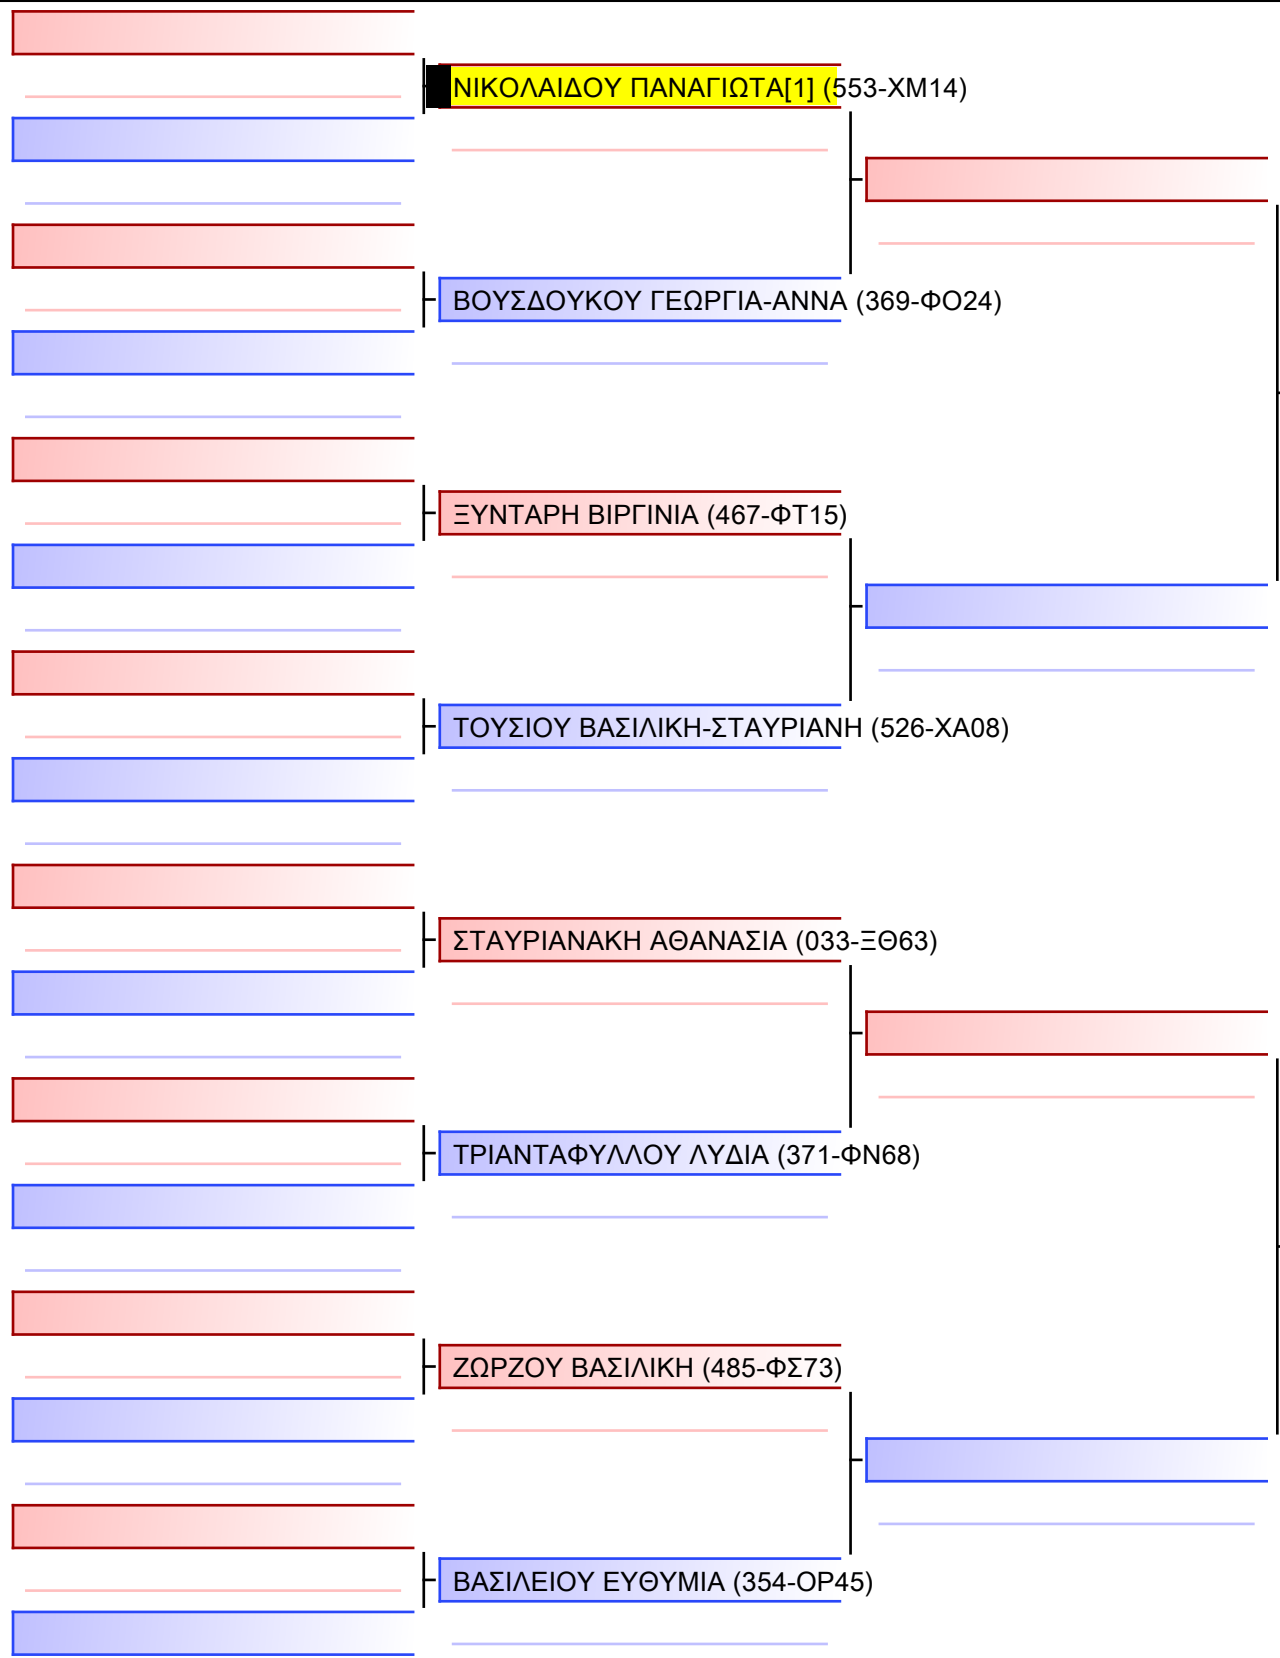 ΝΙΚΟΛΑΙΔΟΥ ΠΑΝΑΓΙΩΤΑ[1] (553-ΧΜ14)
ΒΟΥΣΔΟΥΚΟΥ ΓΕΩΡΓΙΑ-ΑΝΝΑ (369-ΦΟ24)
ΞΥΝΤΑΡΗ ΒΙΡΓΙΝΙΑ (467-ΦΤ15)
ΤΟΥΣΙΟΥ ΒΑΣΙΛΙΚΗ-ΣΤΑΥΡΙΑΝΗ (526-ΧΑ08)
ΣΤΑΥΡΙΑΝΑΚΗ ΑΘΑΝΑΣΙΑ (033-ΞΘ63)
ΤΡΙΑΝΤΑΦΥΛΛΟΥ ΛΥΔΙΑ (371-ΦΝ68)
ΖΩΡΖΟΥ ΒΑΣΙΛΙΚΗ (485-ΦΣ73)
ΒΑΣΙΛΕΙΟΥ ΕΥΘΥΜΙΑ (354-ΟΡ45)